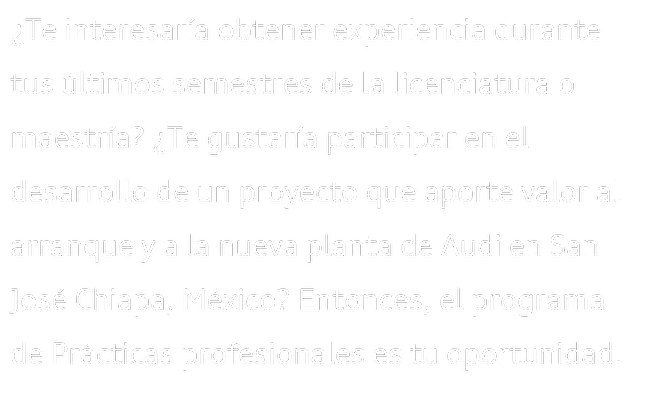 ¿Te interesaría obtener experiencia durante
tus últimos semestres de la licenciatura o
maestría? ¿Te gustaría participar en el
desarrollo de un proyecto que aporte valor a.
arranque y a la nueva planta de Audi en San
José Chiapa, México? Entonces, el programa
de Prácticas profesionales es tu oportunidad.